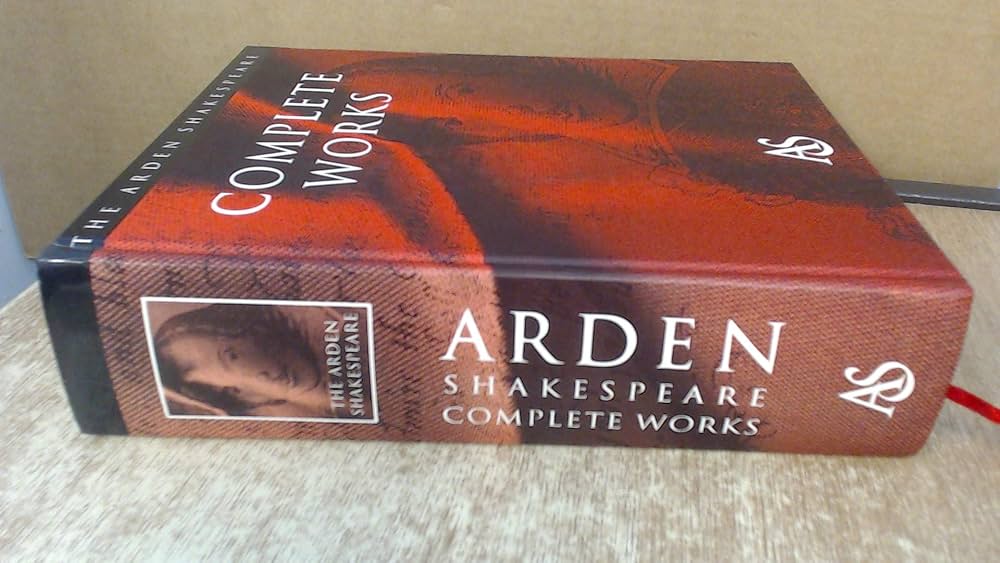 THE ARDEN SHAKESPEARE
COMPLETE
WORKS
AS
THE ARDEN
SHAKESPEARE
ARDEN
SHAKESPEARE
COMPLETE WORKS
AS